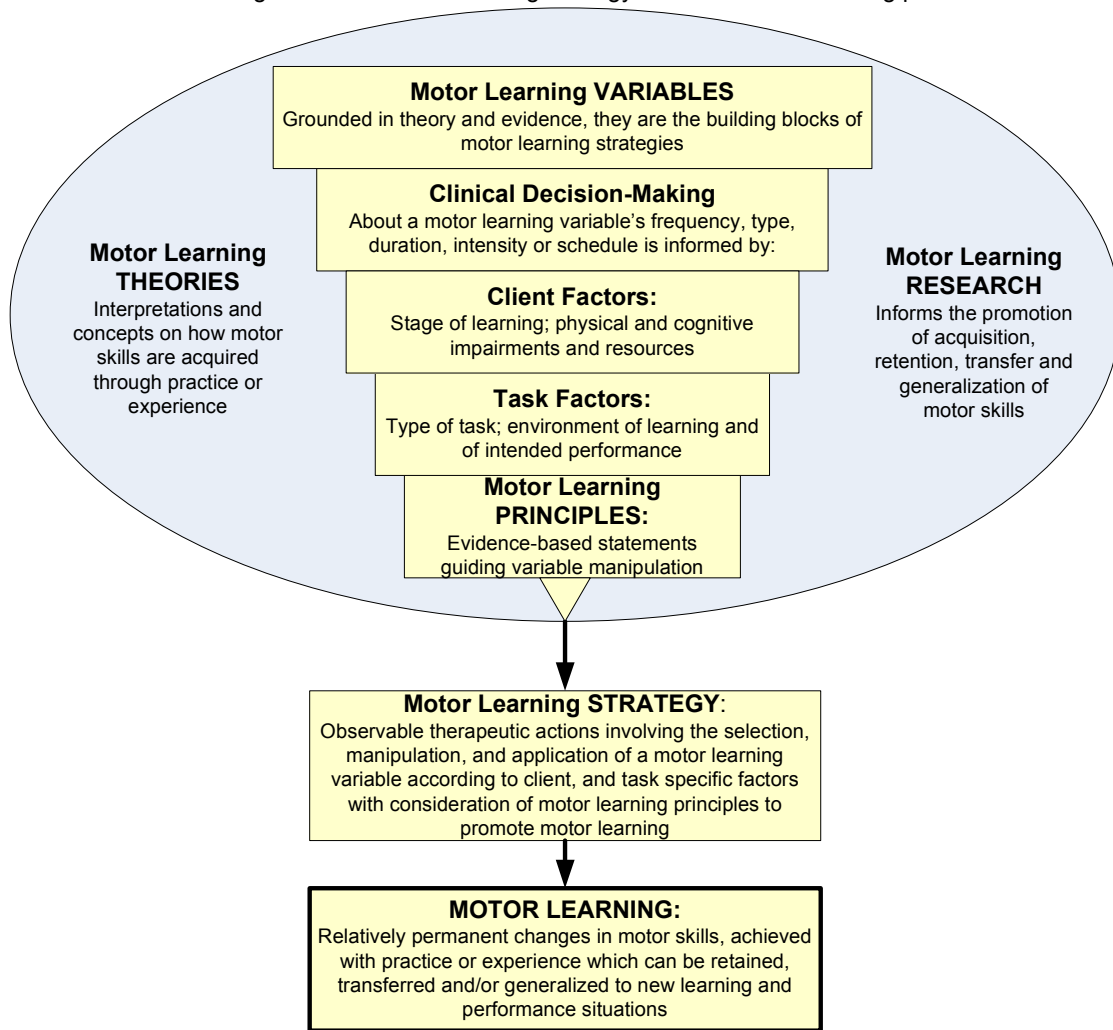 Motor Learning VARIABLES
Grounded in theory and evidence, they are the building blocks of
motor learning strategies
Clinical Decision-Making
About a motor learning variable’s frequency, type,
duration, intensity or schedule is informed by:
Motor Learning
THEORIES
Interpretations and
concepts on how motor
skills are acquired
through practice or
experience
Client Factors:
Stage of learning; physical and cognitive
impairments and resources
Task Factors:
Type of task; environment of learning and
of intended performance
Motor Learning
PRINCIPLES:
Evidence-based statements
guiding variable manipulation
Motor Learning
RESEARCH
Informs the promotion
of acquisition,
retention, transfer and
generalization of
motor skills
Motor Learning STRATEGY:
Observable therapeutic actions involving the selection,
manipulation, and application of a motor learning
variable according to client, and task specific factors
with consideration of motor learning principles to
promote motor learning
MOTOR LEARNING:
Relatively permanent changes in motor skills, achieved
with practice or experience which can be retained,
transferred and/or generalized to new learning and
performance situations